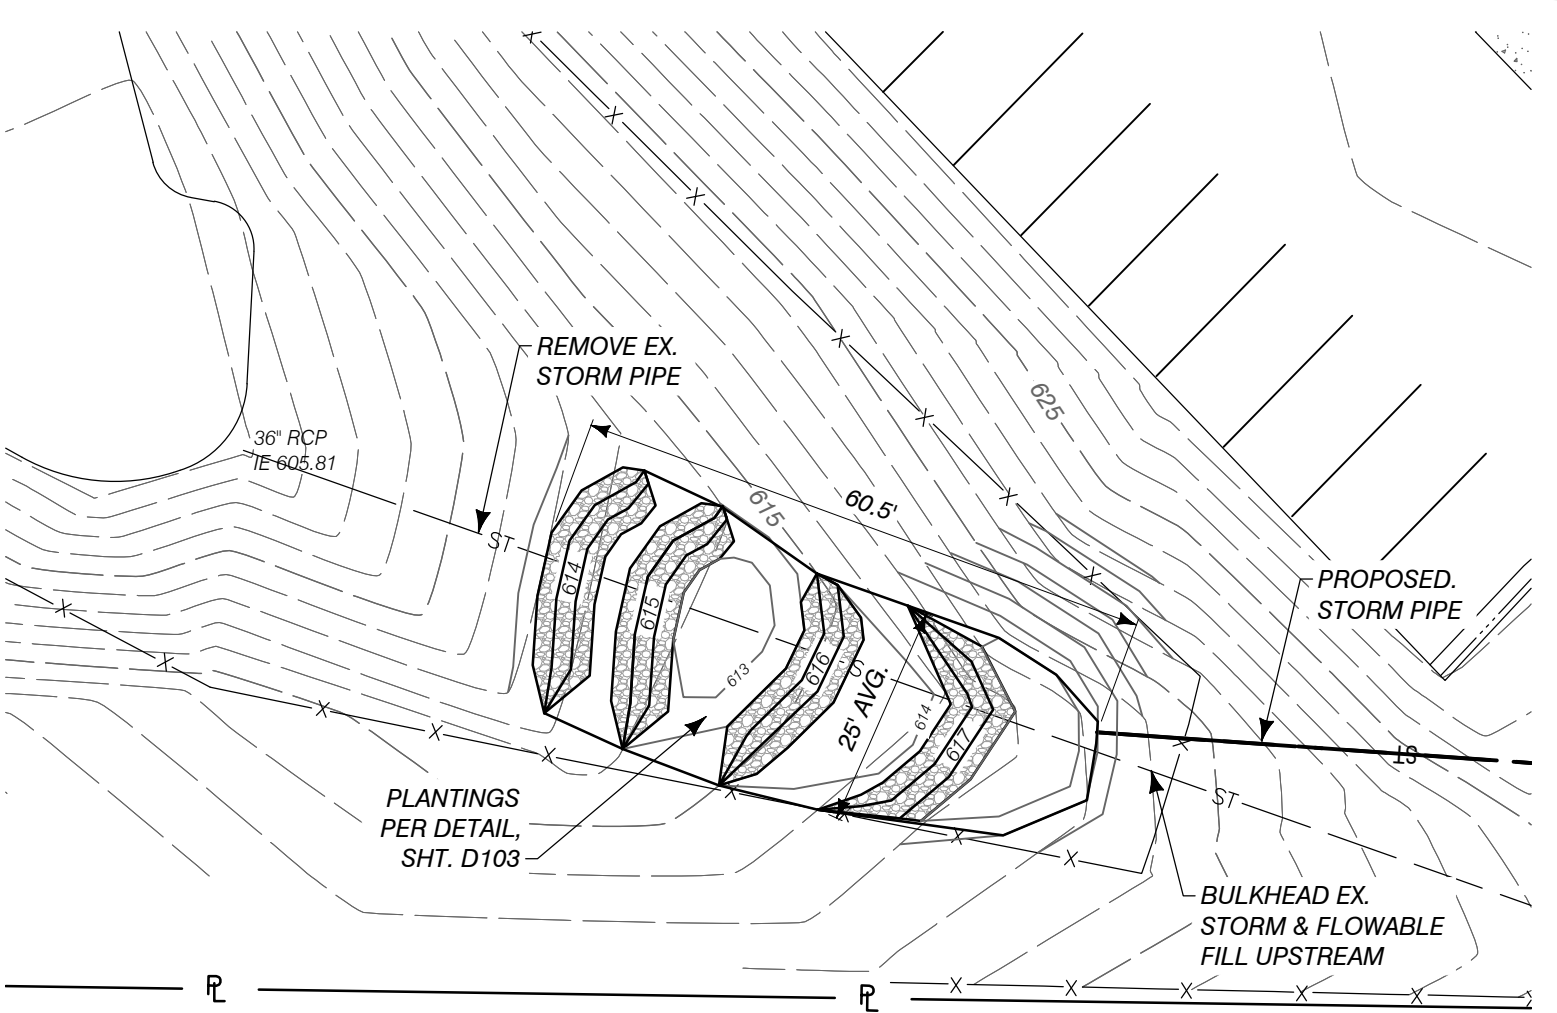 625
REMOVE EX.
STORM PIPE
36" RCP
IE 605.81
615
60.5'
ST
614
615
616
617
613
614
25' AVG.
PROPOSED.
STORM PIPE
ST
ST
PLANTINGS
PER DETAIL,
SHT. D103
BULKHEAD EX.
STORM & FLOWABLE
FILL UPSTREAM
PL
PL